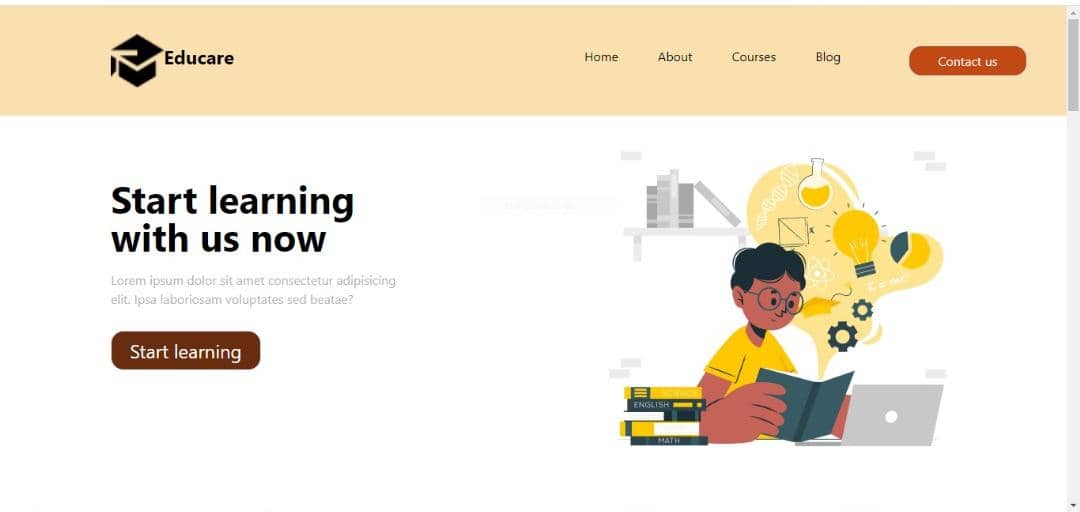 Educare
Home
About
Courses
Blog
Contact us
Start learning
with us now
Lorem ipsum dolor sit amet consectetur adipisicing
elit. Ipsa laboriosam voluptates sed beatae?
Start learning
SCIENCE
ENGLISH
MATH